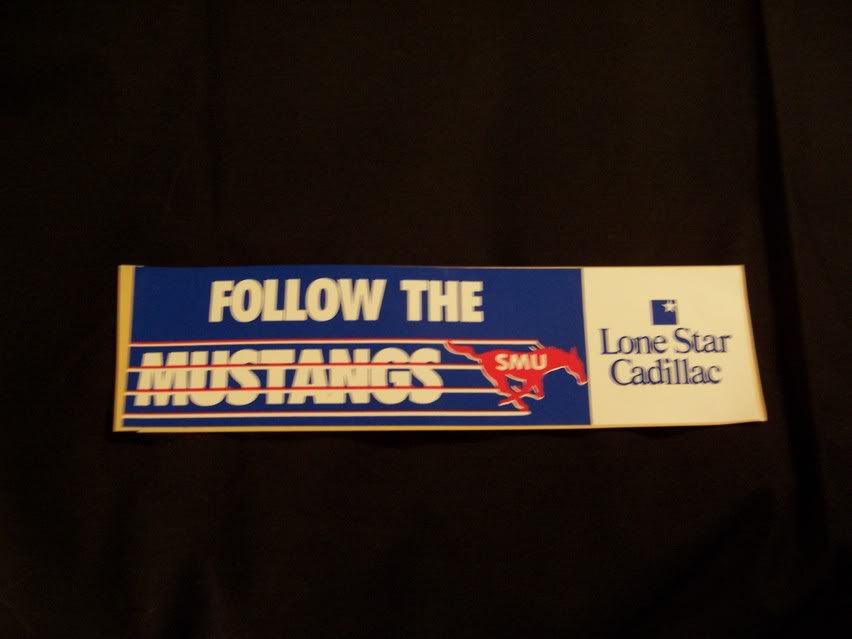 FOLLOW THE
MUSTANGS
SMU
Lone Star
Cadillac